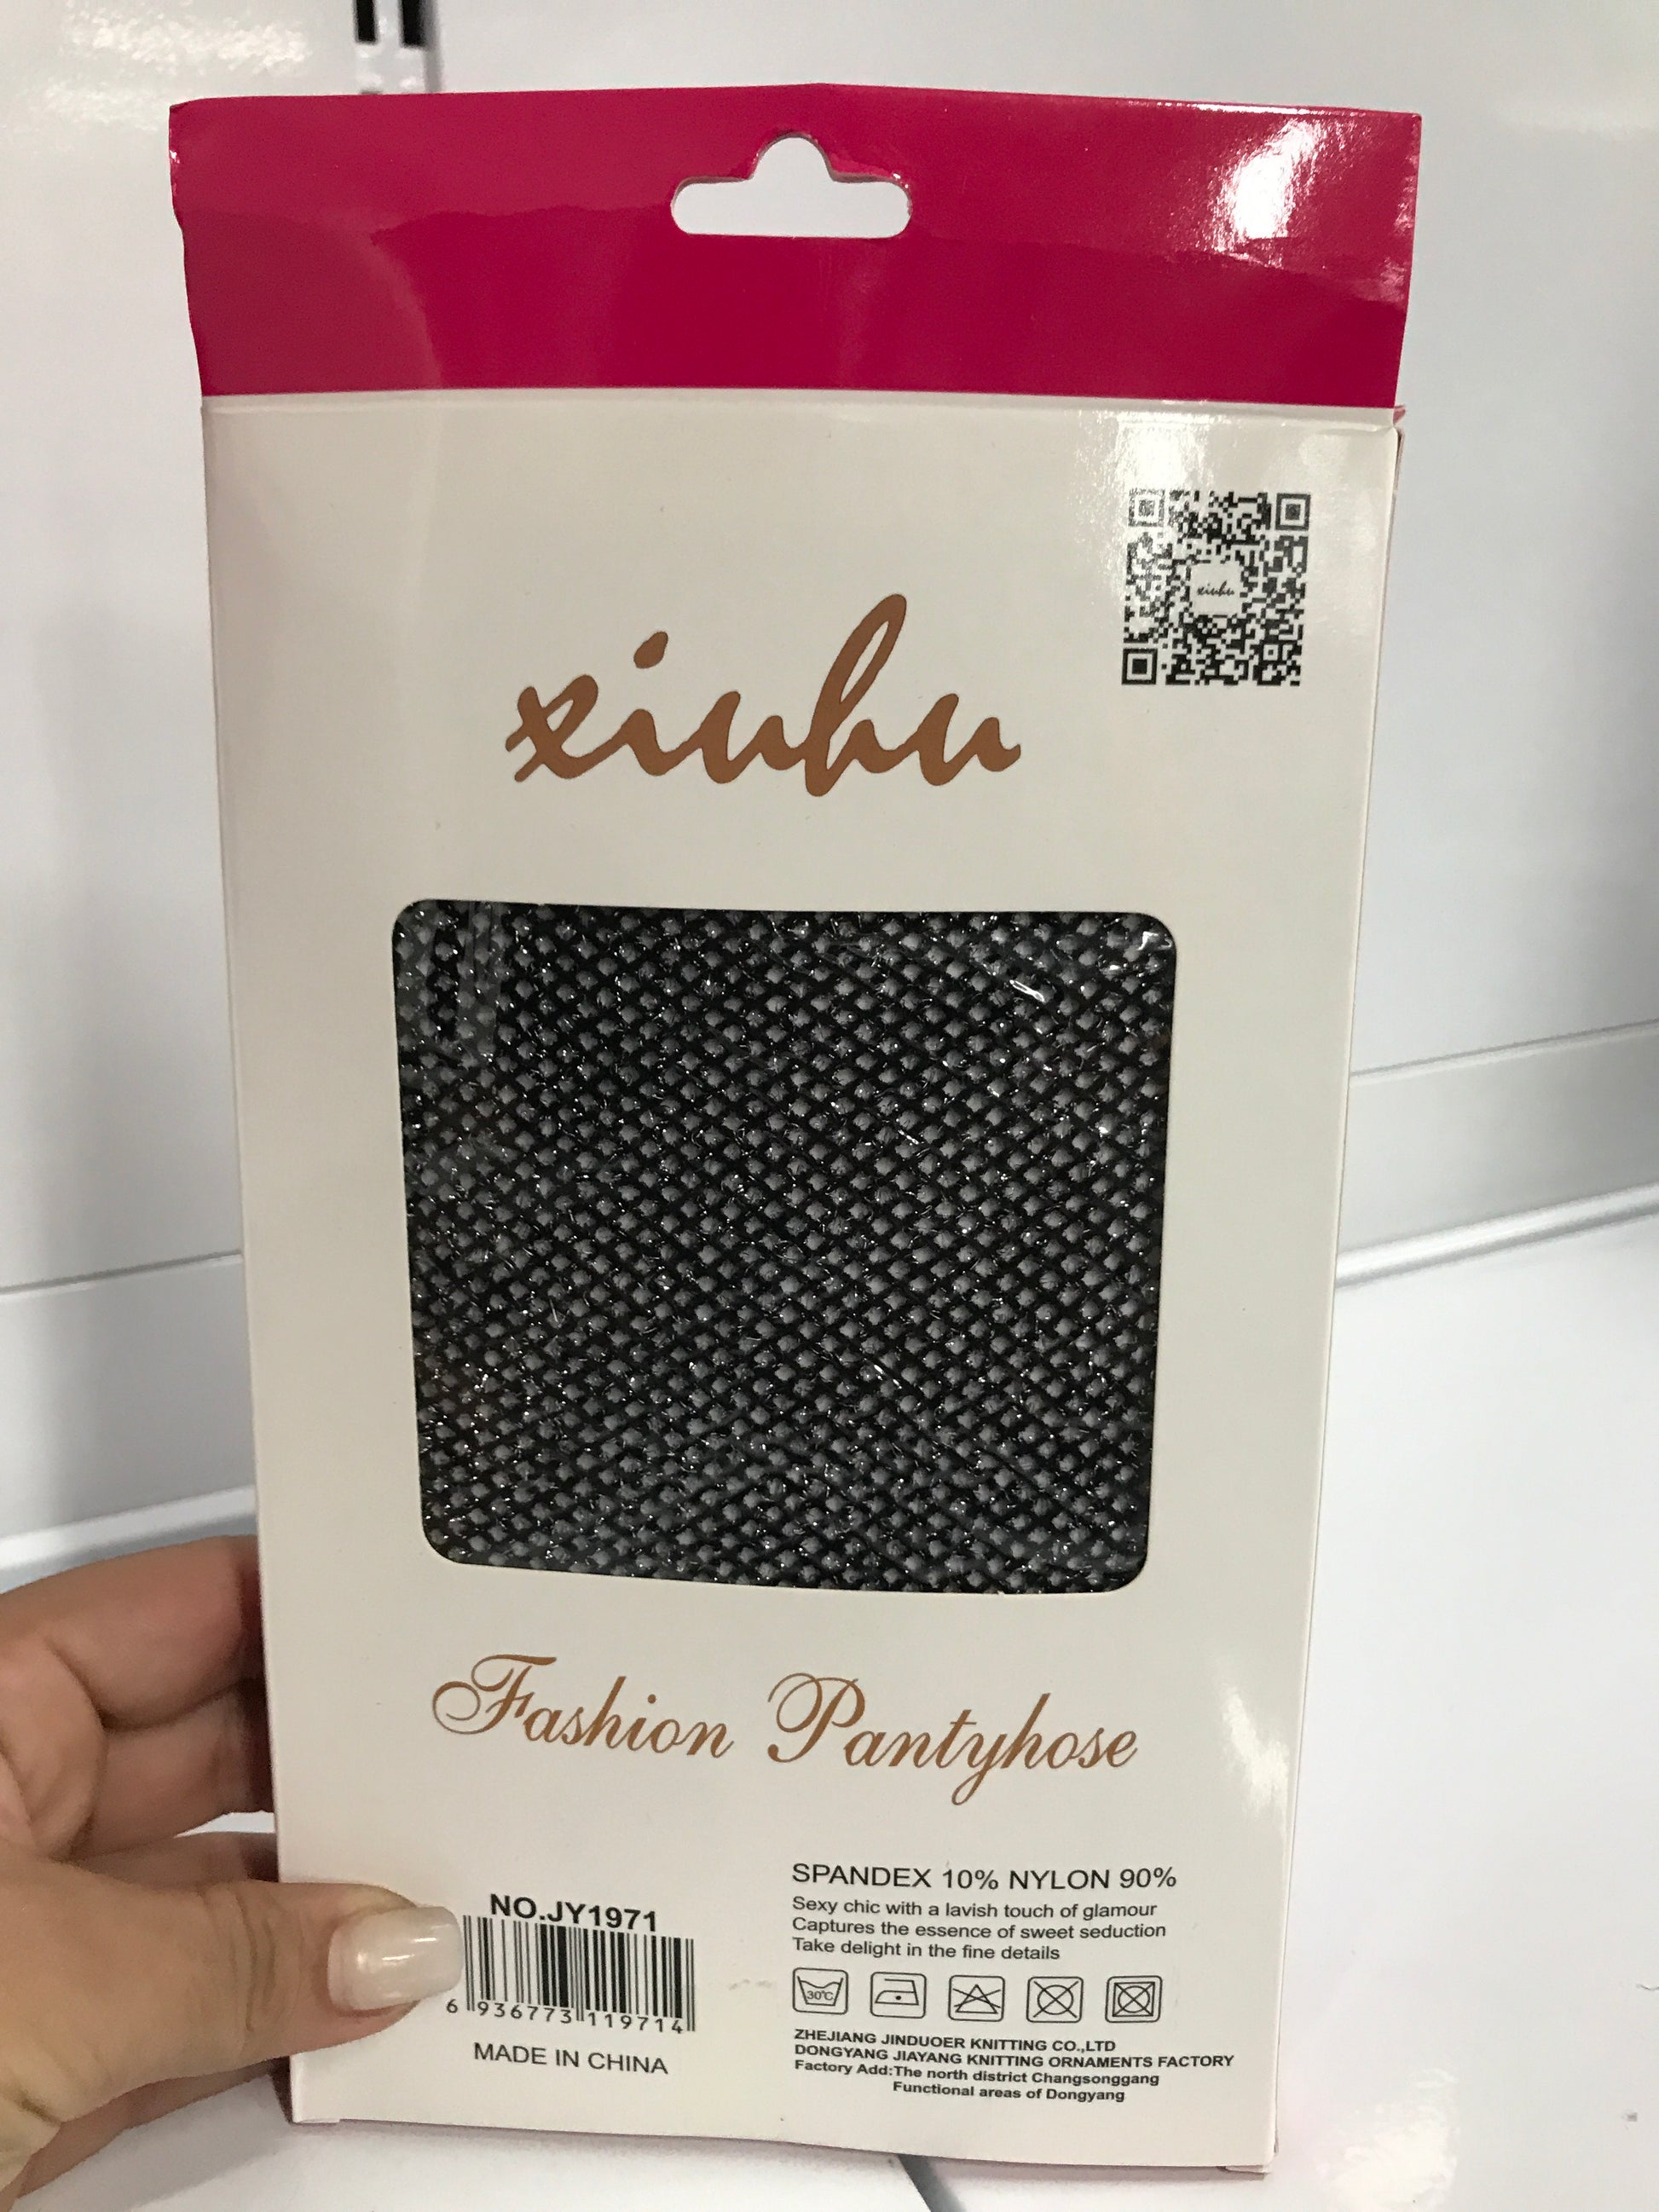 xiuhu
xiuhu
Fashion Pantyhose
NO.JY1971
6 936773 119714
MADE IN CHINA
SPANDEX 10% NYLON 90%
Sexy chic with a lavish touch of glamour
Captures the essence of sweet seduction
Take delight in the fine details
30℃
ZHEJIANG JINDUOER KNITTING CO.,LTD
DONGYANG JIAYANG KNITTING ORNAMENTS FACTORY
Factory Add:The north district Changsonggang
Functional areas of Dongyang